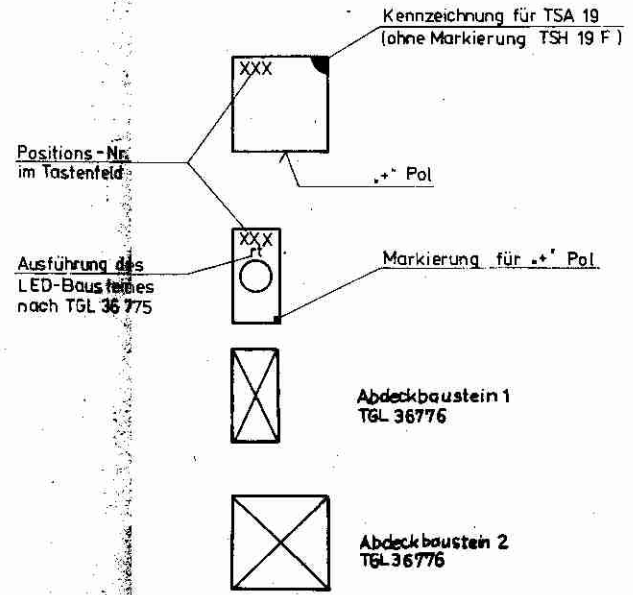 Kennzeichnung für TSA 19
(ohne Markierung TSH 19 F)
XXX
Positions-Nr.
im Tastenfeld
"+" Pol
XXX
rt
Ausführung des
LED-Bausteines
nach TGL 36 775
Markierung für "+" Pol
Abdeckbaustein 1
TGL 36776
Abdeckbaustein 2
TGL 36776